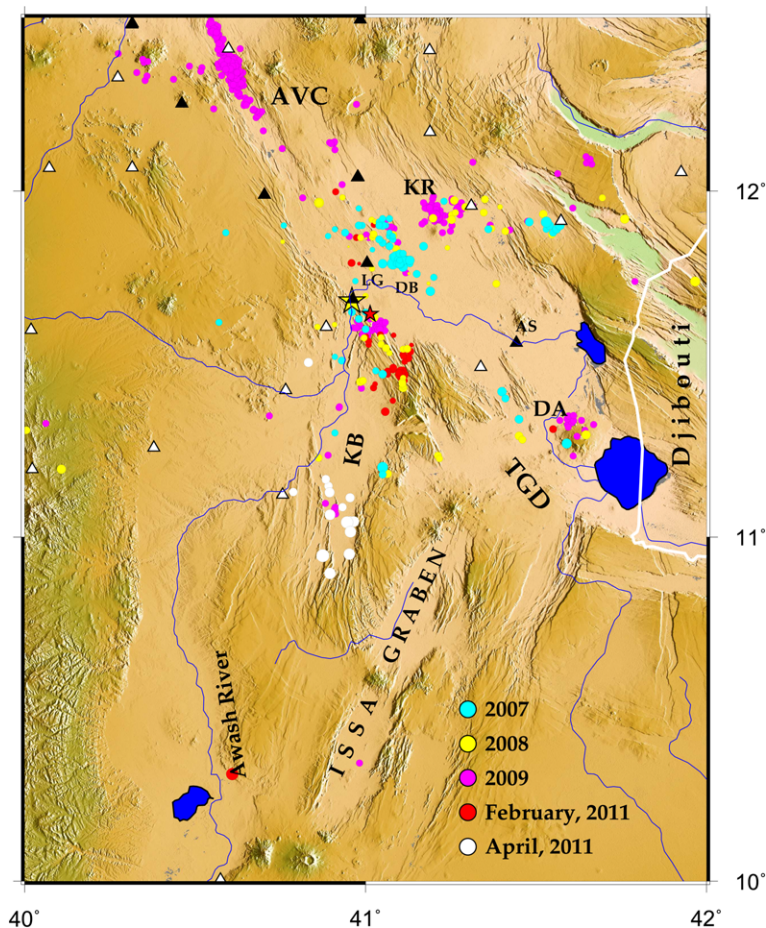 AVC
KR
12°
LG
DB
AS
Djibouti
DA
KB
TGD
11°
ISSA GRABEN
Awash River
2007
2008
2009
February, 2011
April, 2011
10°
40°
41°
42°